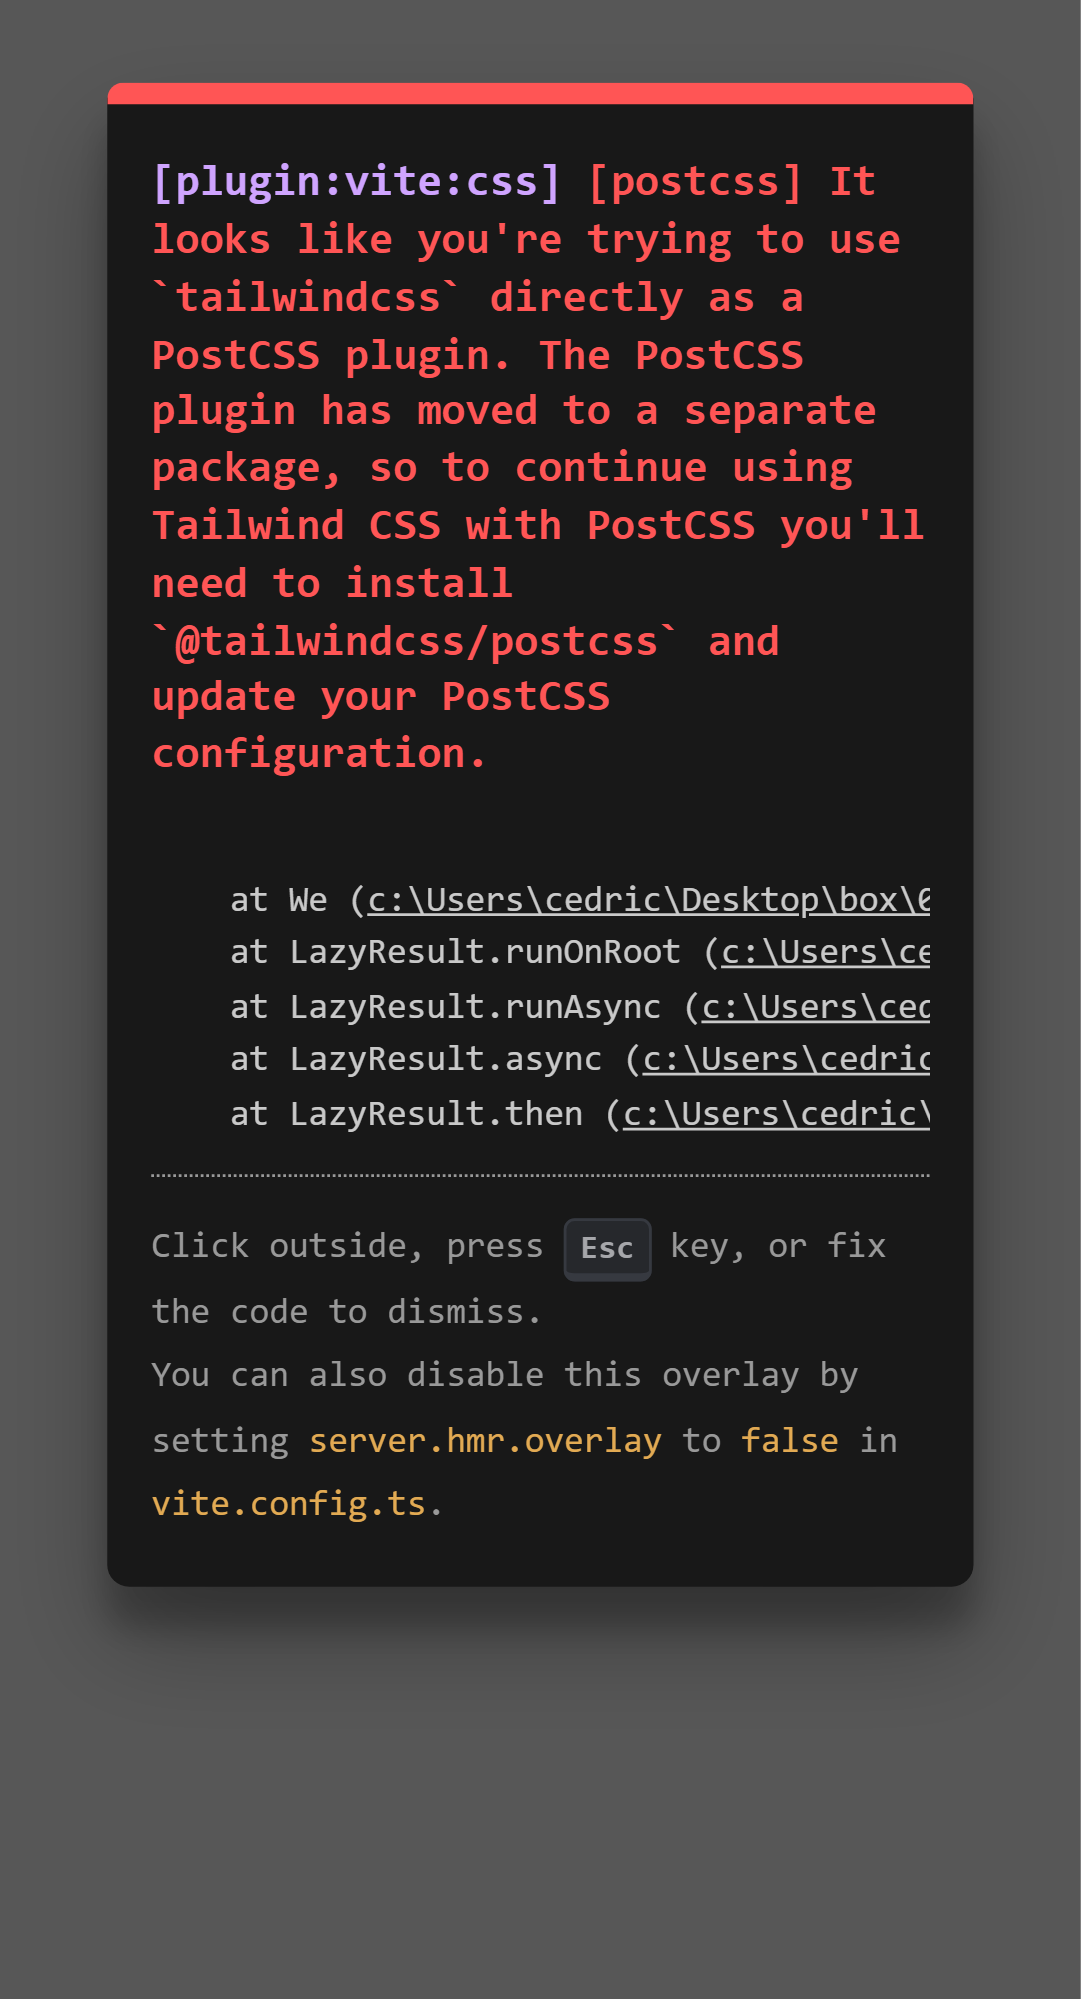 [plugin:vite:css] [postcss] It
looks like you're trying to use
`tailwindcss` directly as a
PostCSS plugin. The PostCSS
plugin has moved to a separate
package, so to continue using
Tailwind CSS with PostCSS you'll
need to install
`@tailwindcss/postcss` and
update your PostCSS
configuration.
at We (c:\Users\cedric\Desktop\box\
at LazyResult.runOnRoot (c:\Users\ce
at LazyResult.runAsync (c:\Users\ced
at LazyResult.async (c:\Users\cedric
at LazyResult.then (c:\Users\cedric\
Click outside, press Esc key, or fix
the code to dismiss.
You can also disable this overlay by
setting server.hmr.overlay to false in
vite.config.ts.